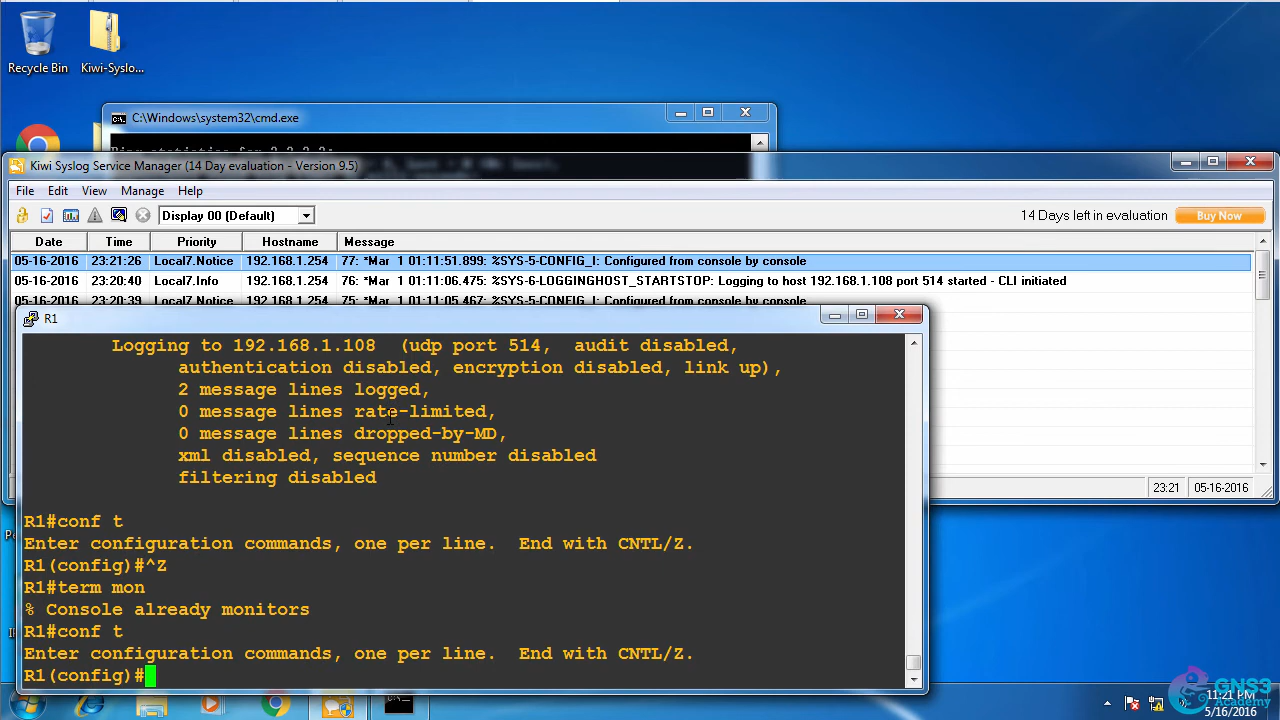 Recycle Bin
Kiwi-Syslo...
C:\Windows\system32\cmd.exe
Kiwi Syslog Service Manager (14 Day evaluation - Version 9.5)
File Edit View Manage Help
Display 00 (Default)
14 Days left in evaluation
Buy Now
Date Time Priority Hostname Message
05-16-2016 23:21:26 Local7.Notice 192.168.1.254 77: *Mar 1 01:11:51.899: %SYS-5-CONFIG_I: Configured from console by console
05-16-2016 23:20:40 Local7.Info 192.168.1.254 76: *Mar 1 01:11:06.475: %SYS-6-LOGGINGHOST_STARTSTOP: Logging to host 192.168.1.108 port 514 started - CLI initiated
05-16-2016 23:20:39 Local7.Notice 192.168.1.254 75: *Mar 1 01:11:05.467: %SYS-5-CONFIG_I: Configured from console by console
R1
Logging to 192.168.1.108 (udp port 514, audit disabled,
authentication disabled, encryption disabled, link up),
2 message lines logged,
0 message lines rate-limited,
0 message lines dropped-by-MD,
xml disabled, sequence number disabled
filtering disabled
23:21 05-16-2016
R1#conf t
Enter configuration commands, one per line. End with CNTL/Z.
R1(config)#^Z
R1#term mon
% Console already monitors
R1#conf t
Enter configuration commands, one per line. End with CNTL/Z.
R1(config)#
GNS3
Academy
11:21 PM
5/16/2016